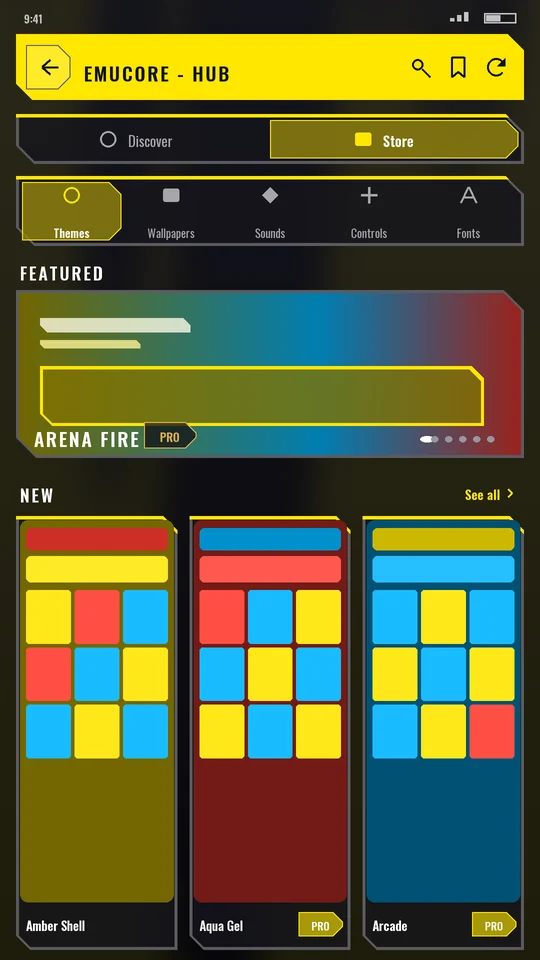 9:41
EMUCORE - HUB
Discover
Store
Themes
Wallpapers
Sounds
Controls
Fonts
FEATURED
ARENA FIRE
PRO
NEW
See all
Amber Shell
Aqua Gel
PRO
Arcade
PRO